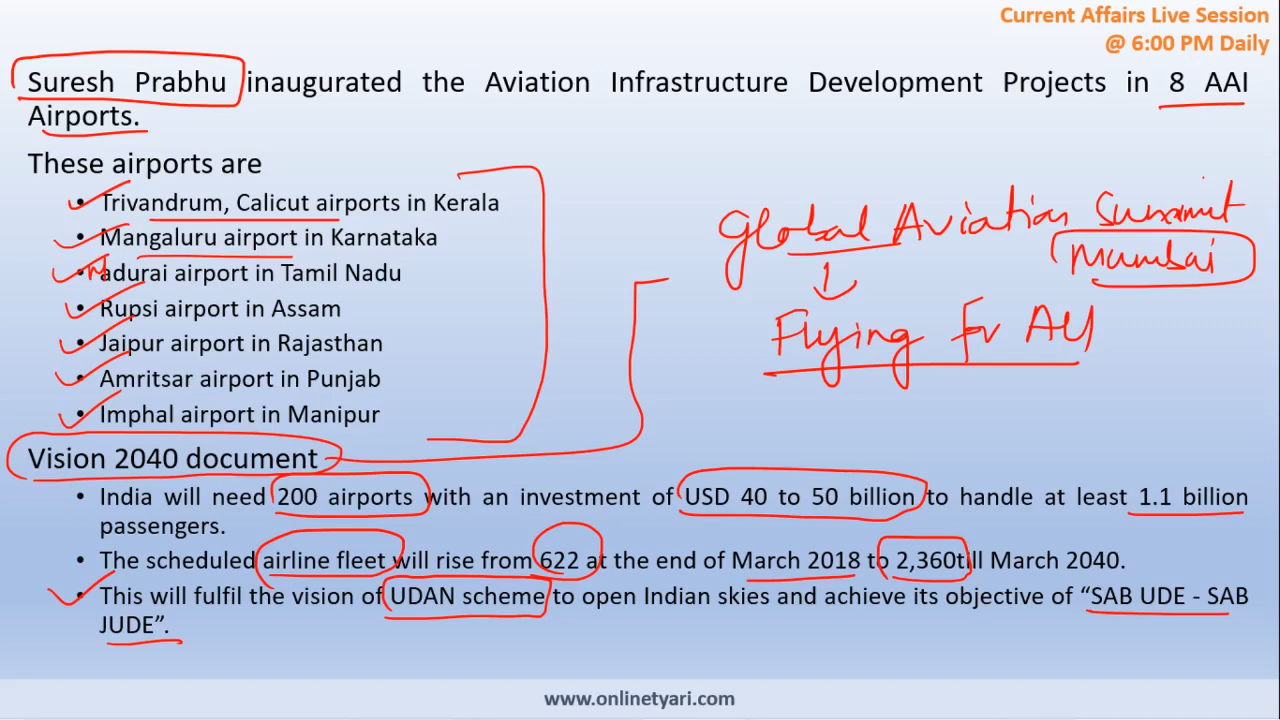 Current Affairs Live Session
@ 6:00 PM Daily
Suresh Prabhu inaugurated the Aviation Infrastructure Development Projects in 8 AAI
Airports.
These airports are
• Trivandrum, Calicut airports in Kerala
• Mangaluru airport in Karnataka
• Madurai airport in Tamil Nadu
• Rupsi airport in Assam
• Jaipur airport in Rajasthan
• Amritsar airport in Punjab
• Imphal airport in Manipur
Global Aviation Summit
Mumbai
Flying For All
Vision 2040 document
• India will need 200 airports with an investment of USD 40 to 50 billion to handle at least 1.1 billion
passengers.
• The scheduled airline fleet will rise from 622 at the end of March 2018 to 2,360till March 2040.
• This will fulfil the vision of UDAN scheme to open Indian skies and achieve its objective of “SAB UDE - SAB
JUDE”.
www.onlinetyari.com